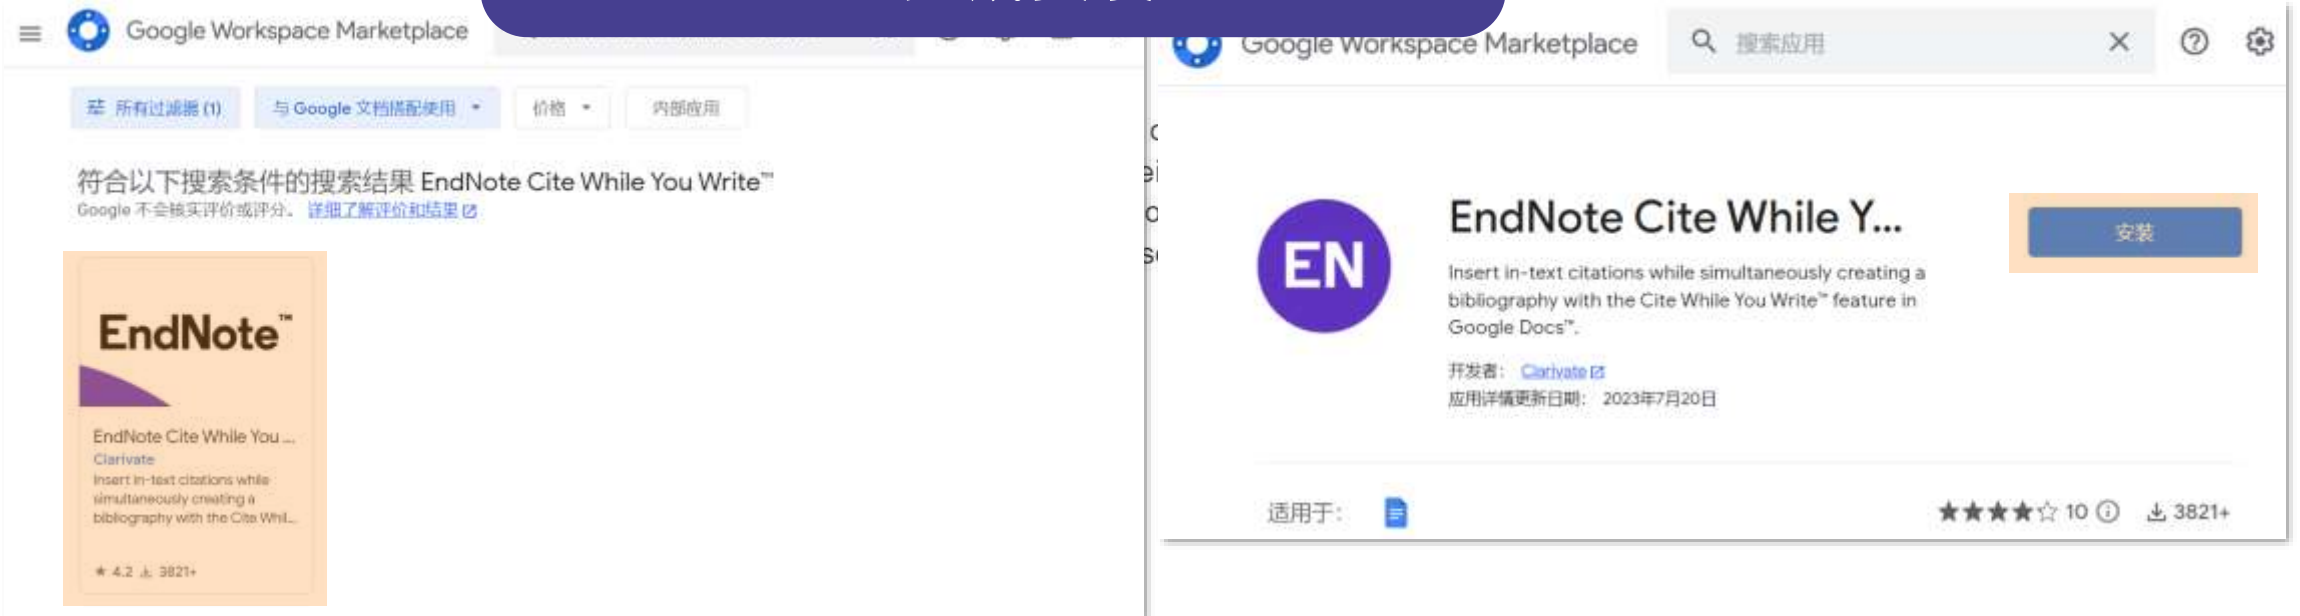 Google Workspace Marketplace
所有过滤器 (1)
与 Google 文档搭配使用
价格
内部应用
符合以下搜索条件的搜索结果 EndNote Cite While You Write™
Google 不会核实评价或评分。 详细了解评价和结果
EndNote™
EndNote Cite While You ...
Clarivate
Insert in-text citations while
simultaneously creating a
bibliography with the Cite Whil...
★ 4.2 3821+
Google Workspace Marketplace
搜索应用
EN
EndNote Cite While Y...
安装
Insert in-text citations while simultaneously creating a
bibliography with the Cite While You Write™ feature in
Google Docs™.
开发者： Clarivate
应用详情更新日期： 2023年7月20日
适用于：
★★★★☆ 10 3821+